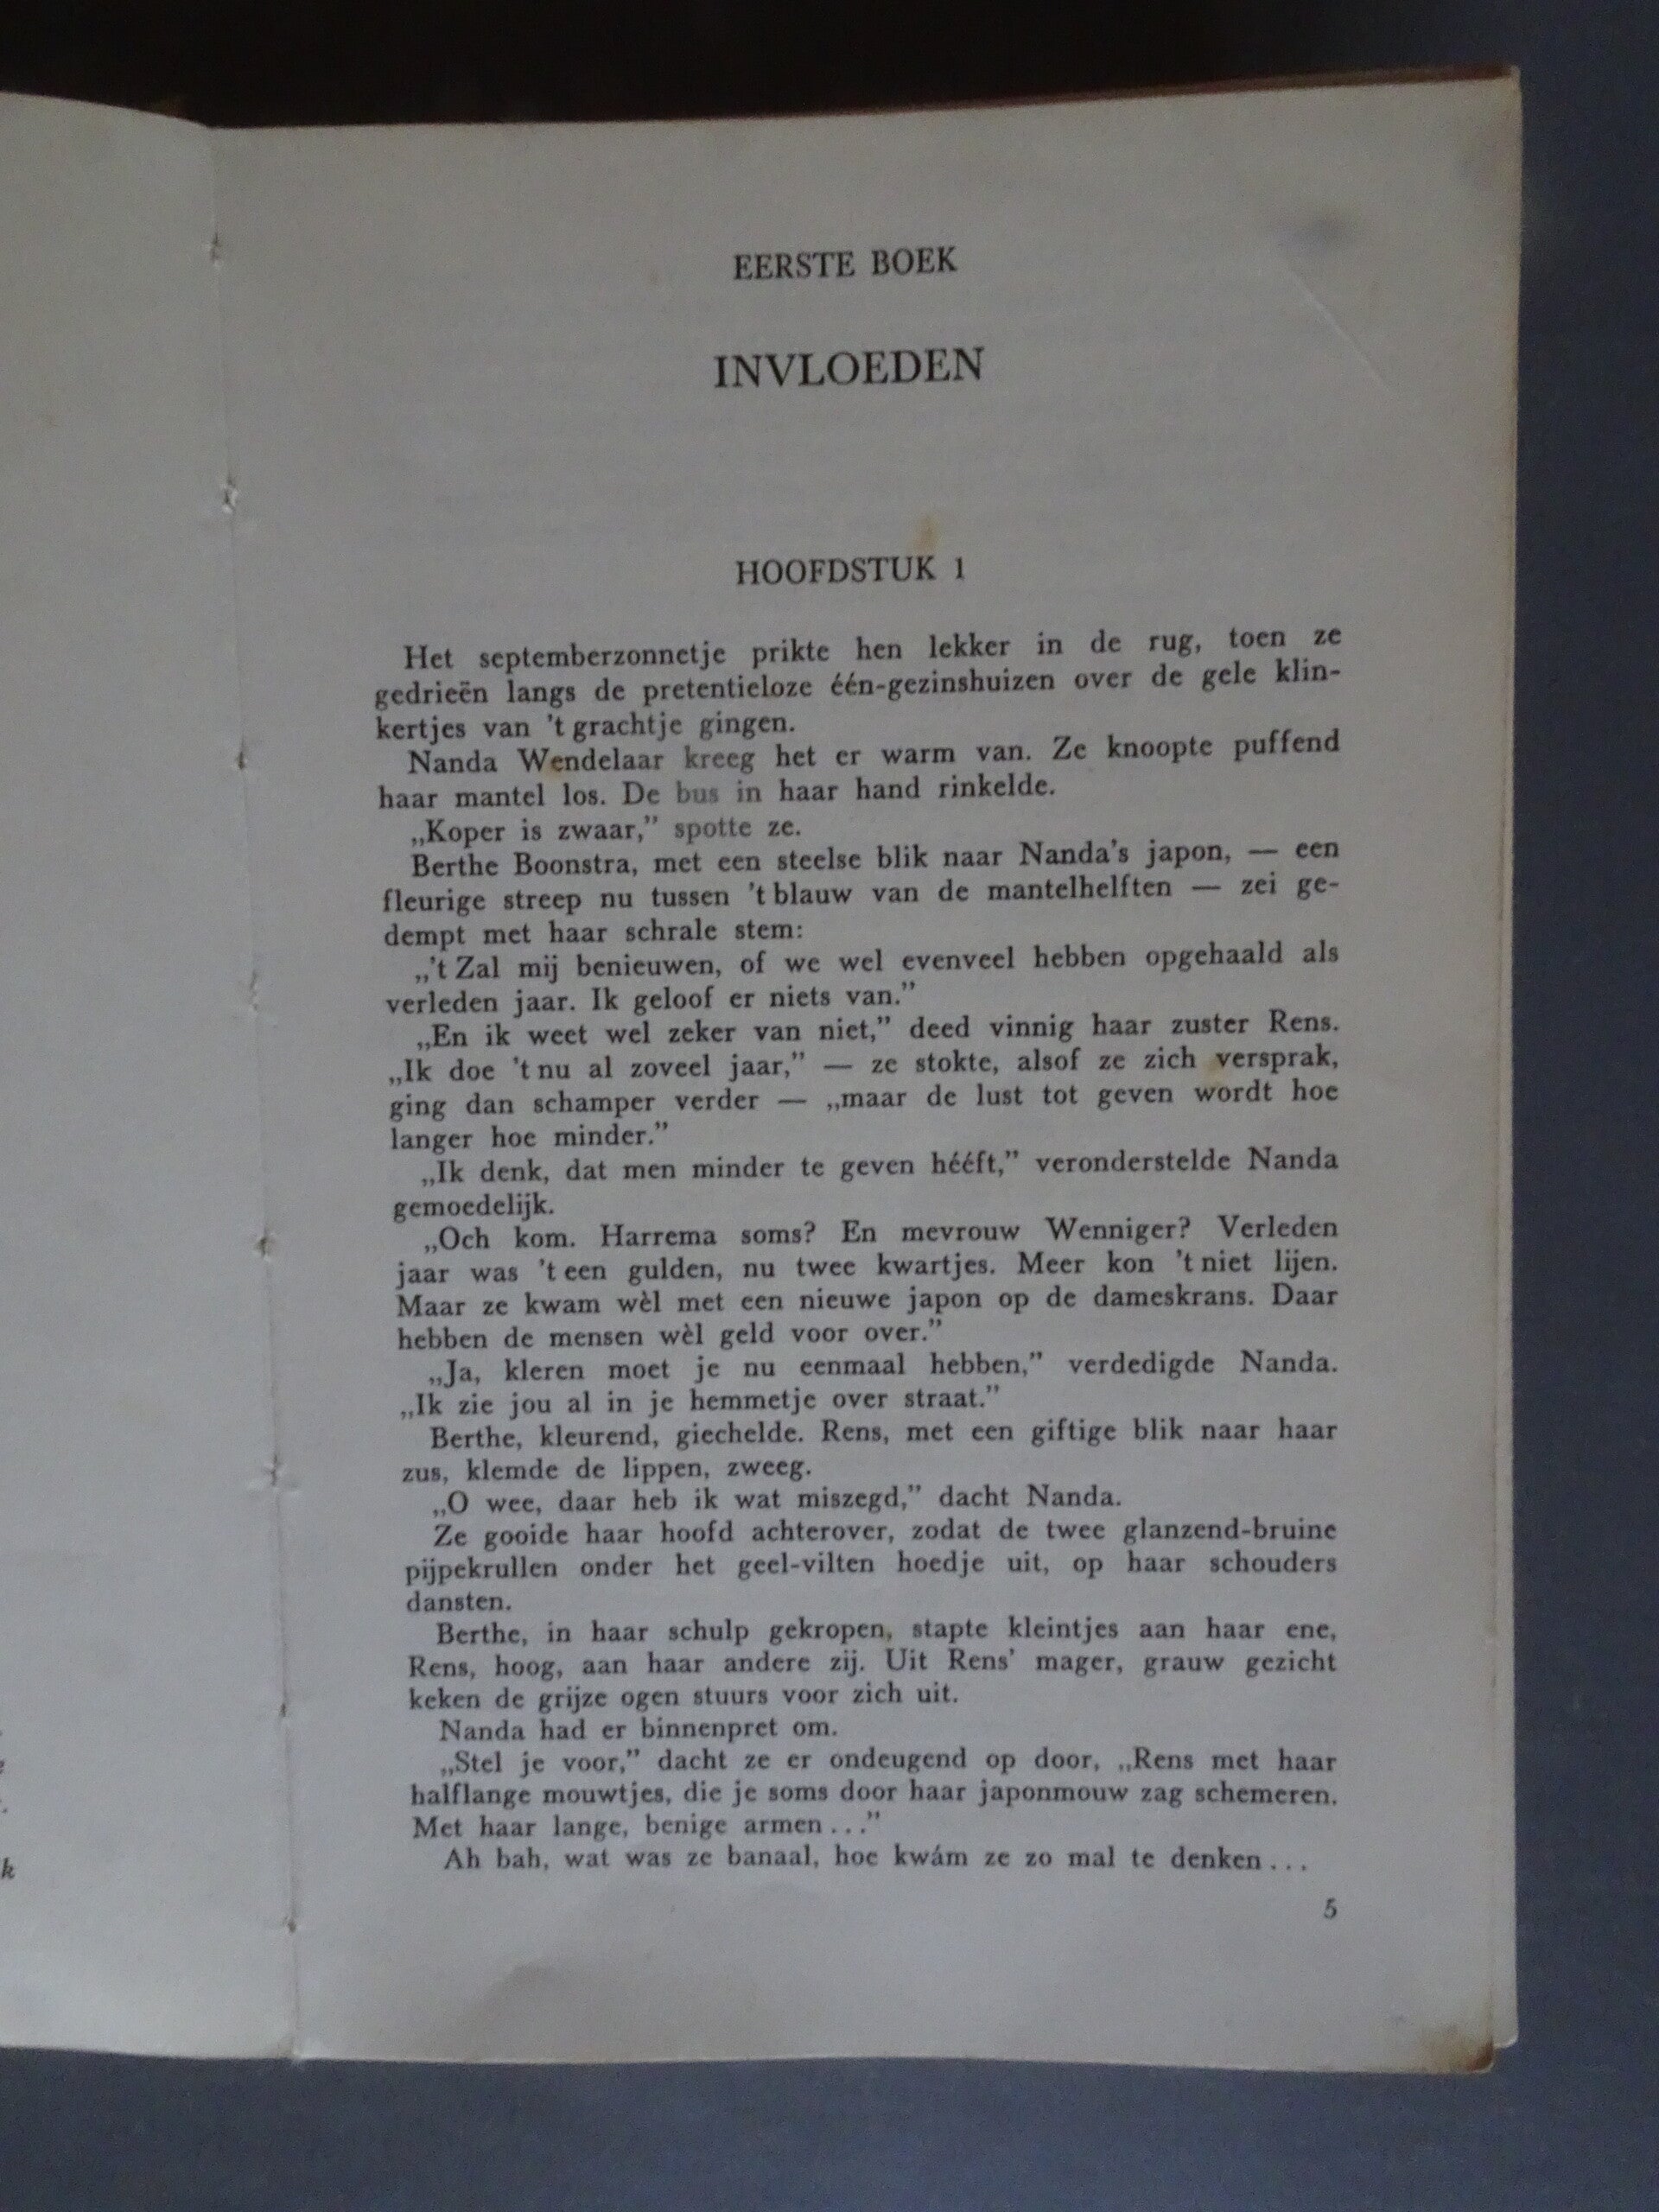 EERSTE BOEK
INVLOEDEN
HOOFDSTUK 1
Het septemberzonnetje prikte hen lekker in de rug, toen ze
gedrieën langs de pretentieloze één-gezinshuizen over de gele klin-
kertjes van 't grachtje gingen.
Nanda Wendelaar kreeg het er warm van. Ze knoopte puffend
haar mantel los. De bus in haar hand rinkelde.
„Koper is zwaar,” spotte ze.
Berthe Boonstra, met een steelse blik naar Nanda's japon, — een
fleurige streep nu tussen 't blauw van de mantelhelften — zei ge-
dempt met haar schrale stem:
„'t Zal mij benieuwen, of we wel evenveel hebben opgehaald als
verleden jaar. Ik geloof er niets van.”
„En ik weet wel zeker van niet,” deed vinnig haar zuster Rens.
„Ik doe 't nu al zoveel jaar,” — ze stokte, alsof ze zich versprak,
ging dan schamper verder — „maar de lust tot geven wordt hoe
langer hoe minder.”
„Ik denk, dat men minder te geven hééft,” veronderstelde Nanda
gemoedelijk.
„Och kom. Harrema soms? En mevrouw Wenniger? Verleden
jaar was 't een gulden, nu twee kwartjes. Meer kon 't niet lijen.
Maar ze kwam wèl met een nieuwe japon op de dameskrans. Daar
hebben de mensen wèl geld voor over.”
„Ja, kleren moet je nu eenmaal hebben,” verdedigde Nanda.
„Ik zie jou al in je hemmetje over straat.”
Berthe, kleurend, giechelde. Rens, met een giftige blik naar haar
zus, klemde de lippen, zweeg.
„O wee, daar heb ik wat miszegd,” dacht Nanda.
Ze gooide haar hoofd achterover, zodat de twee glanzend-bruine
pijpekrullen onder het geel-vilten hoedje uit, op haar schouders
dansten.
Berthe, in haar schulp gekropen, stapte kleintjes aan haar ene,
Rens, hoog, aan haar andere zij. Uit Rens' mager, grauw gezicht
keken de grijze ogen stuurs voor zich uit.
Nanda had er binnenpret om.
„Stel je voor,” dacht ze er ondeugend op door, „Rens met haar
halflange mouwtjes, die je soms door haar japonmouw zag schemeren.
Met haar lange, benige armen . . .”
Ah bah, wat was ze banaal, hoe kwám ze zo mal te denken . . .
5
k